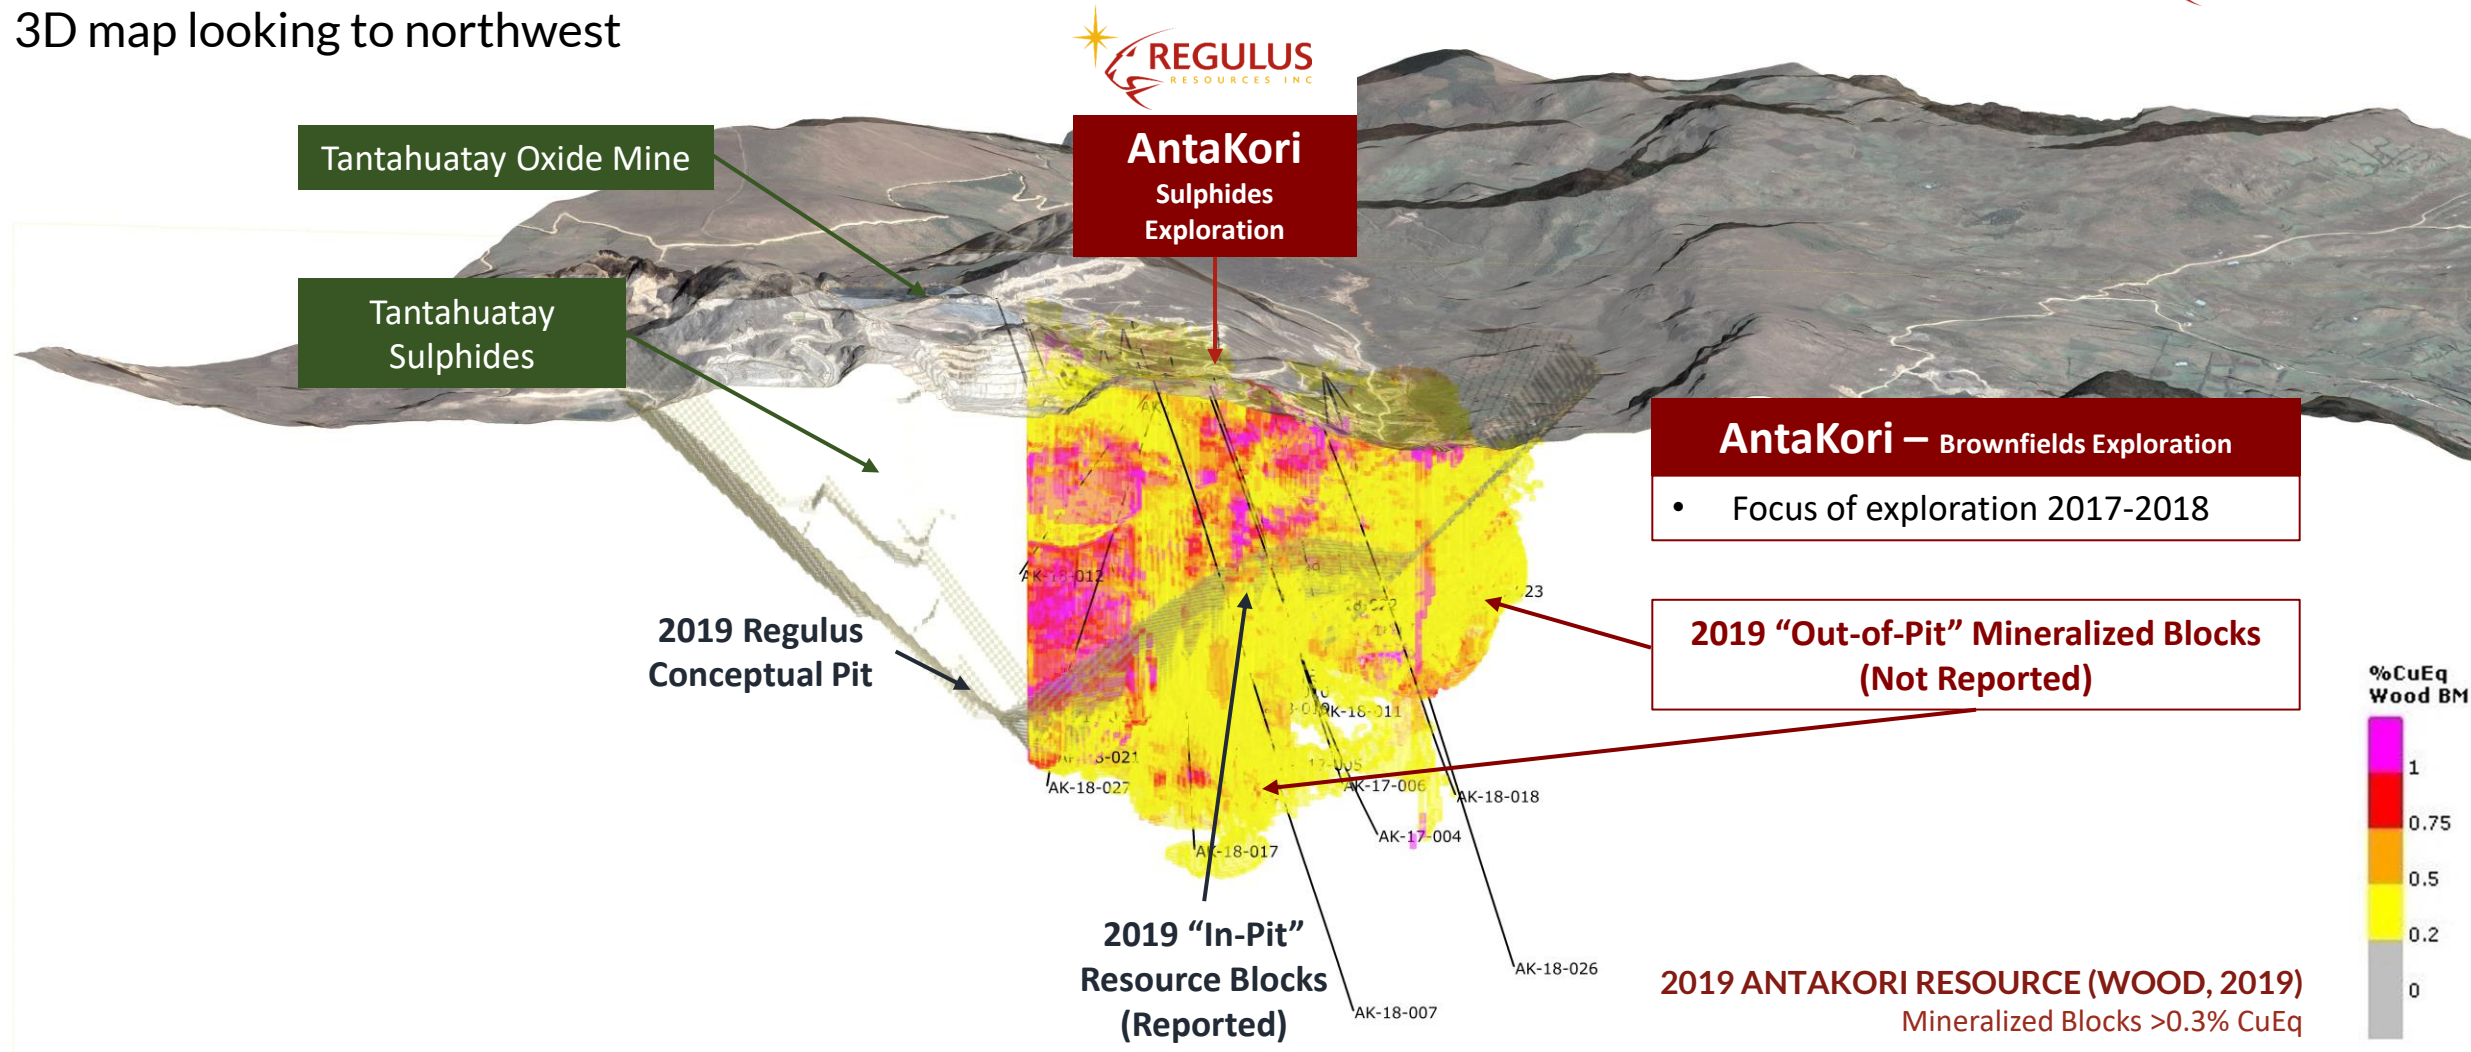 3D map looking to northwest
REGULUS
RESOURCES INC
Tantahuatay Oxide Mine
AntaKori
Sulphides
Exploration
Tantahuatay
Sulphides
AntaKori – Brownfields Exploration
• Focus of exploration 2017-2018
2019 “Out-of-Pit” Mineralized Blocks
(Not Reported)
2019 Regulus
Conceptual Pit
AK-18-012
23
AK-18-011
AK-18-027
AK-17-006
AK-18-018
AK-17-004
AK-18-017
AK-18-026
AK-18-007
2019 “In-Pit”
Resource Blocks
(Reported)
%CuEq
Wood BM
1
0.75
0.5
0.2
0
2019 ANTAKORI RESOURCE (WOOD, 2019)
Mineralized Blocks >0.3% CuEq